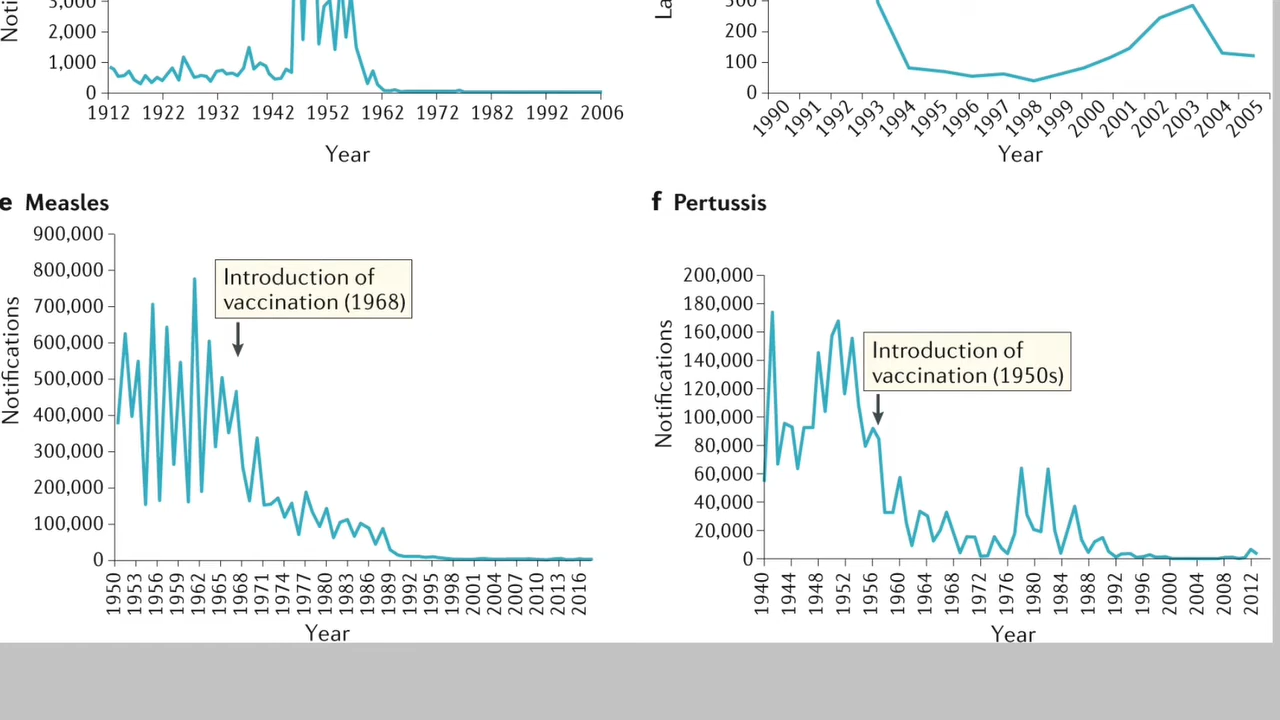 3,000
2,000
1,000
0
1912 1922 1932 1942 1952 1962 1972 1982 1992 2006
Year
200
100
0
1990 1991 1992 1993 1994 1995 1996 1997 1998 1999 2000 2001 2002 2003 2004 2005
Year
e Measles
900,000
800,000
700,000
600,000
500,000
400,000
300,000
200,000
100,000
0
Notifications
Introduction of
vaccination (1968)
1950 1953 1956 1959 1962 1965 1968 1971 1974 1977 1980 1983 1986 1989 1992 1995 1998 2001 2004 2007 2010 2013 2016
Year
f Pertussis
200,000
180,000
160,000
140,000
120,000
100,000
80,000
60,000
40,000
20,000
0
Notifications
Introduction of
vaccination (1950s)
1940 1944 1948 1952 1956 1960 1964 1968 1972 1976 1980 1984 1988 1992 1996 2000 2004 2008 2012
Year